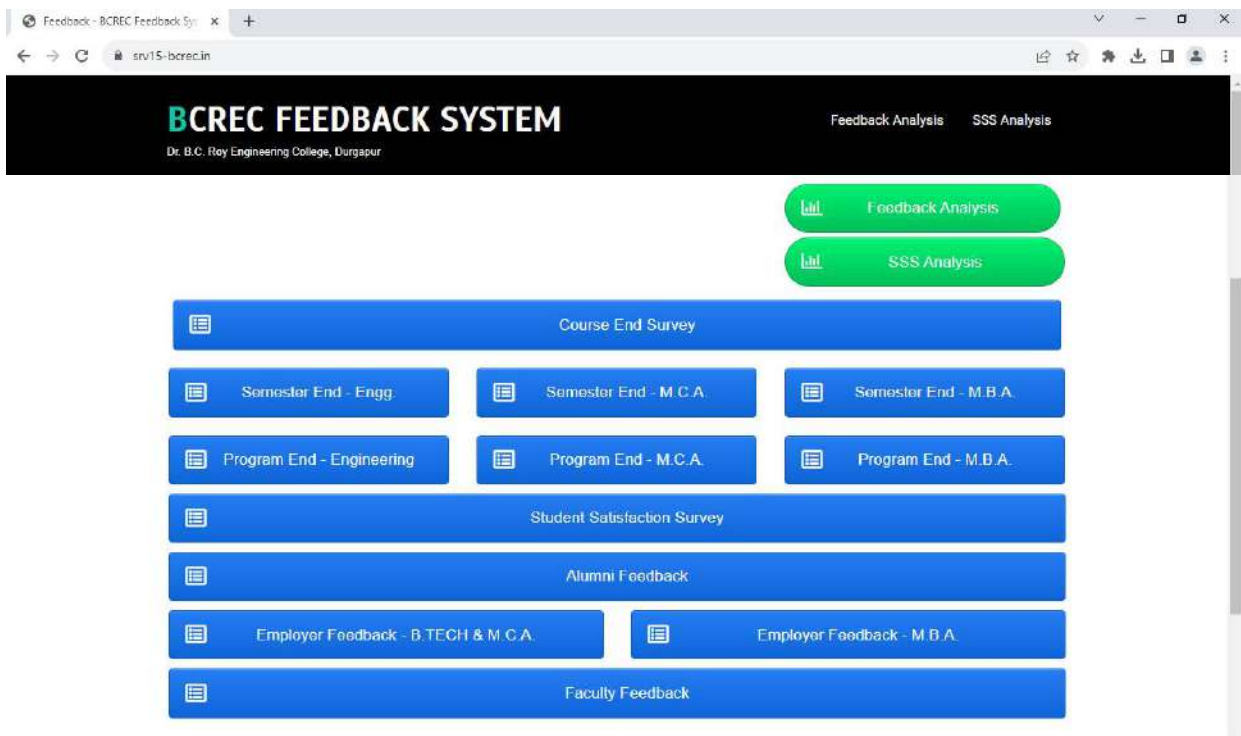 Feedback - BCREC Feedback Sy
srv15-bcrec.in
BCREC FEEDBACK SYSTEM
Dr. B.C. Roy Engineering College, Durgapur
Feedback Analysis SSS Analysis
Feedback Analysis
SSS Analysis
Course End Survey
Semester End - Engg. Semester End - M.C.A. Semester End - M.B.A.
Program End - Engineering Program End - M.C.A. Program End - M.B.A.
Student Satisfaction Survey
Alumni Feedback
Employer Feedback - B.TECH & M.C.A. Employer Feedback - M.B.A.
Faculty Feedback